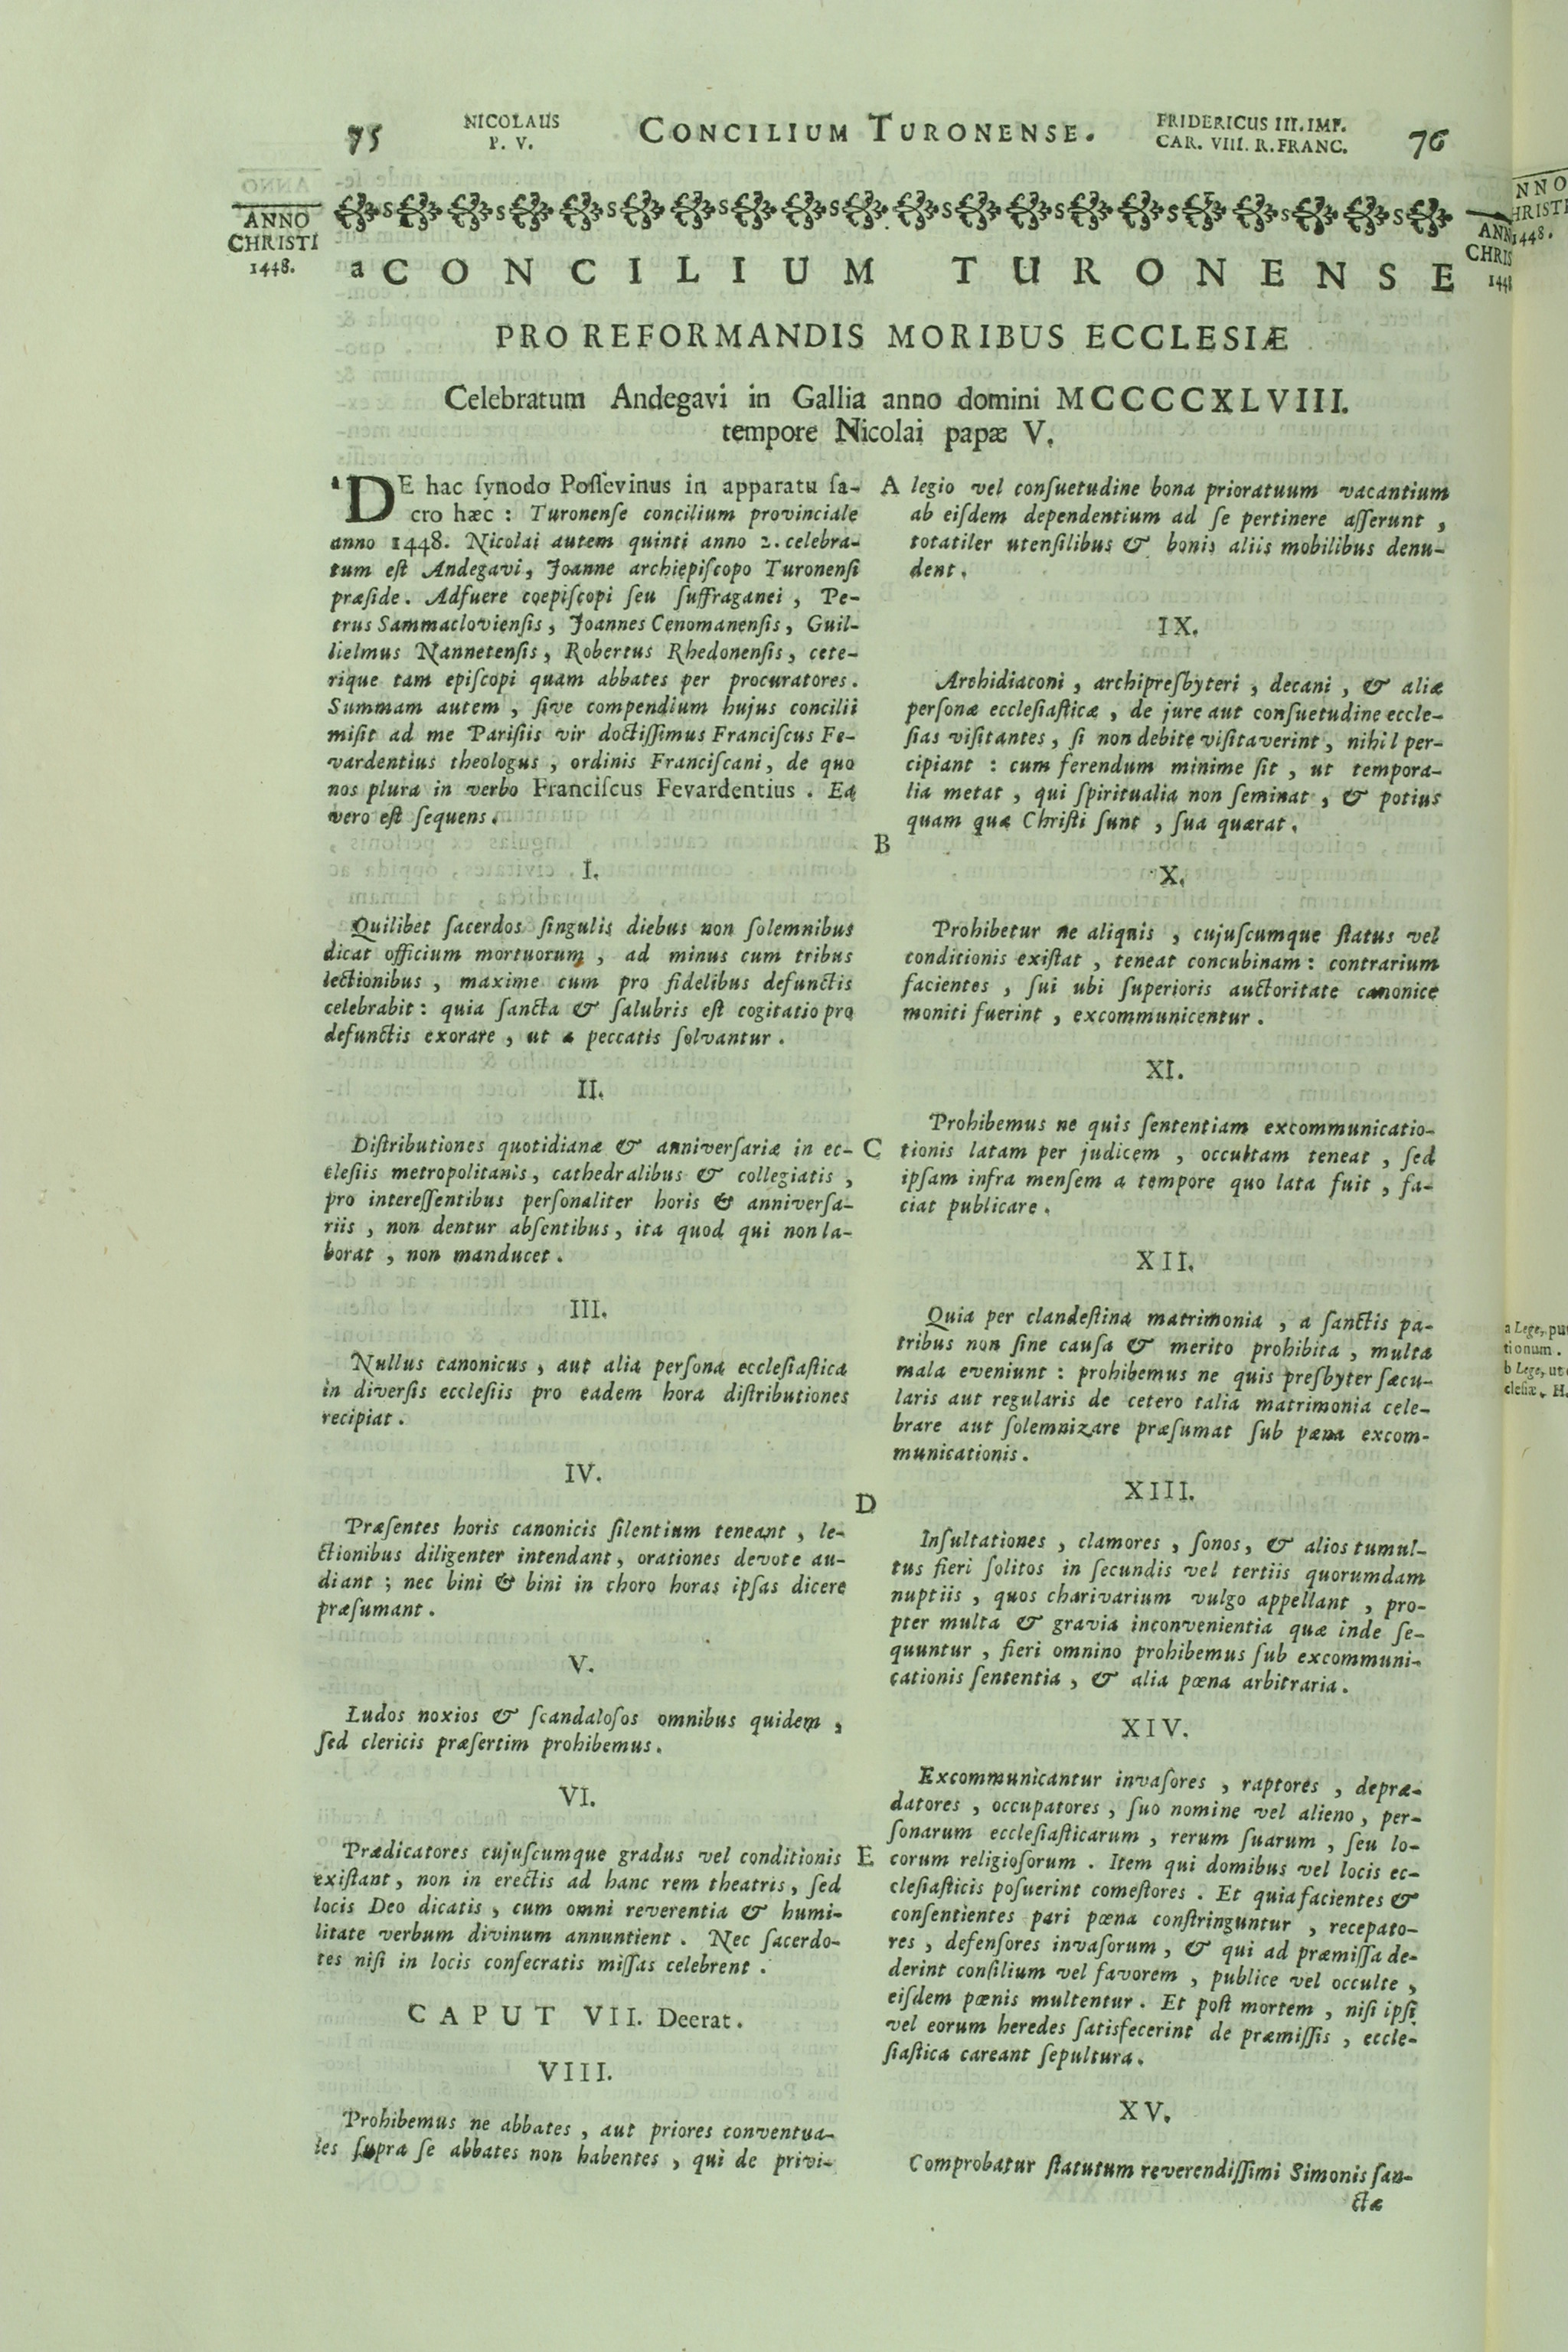 75
NICOLAUS
P. V.
CONCILIUM TURONENSE.
FRIDERICUS III. IMP.
CAR. VIII. R. FRANC.
76
ANNO
CHRISTI
1448.
a CONCILIUM TURONENSE
PRO REFORMANDIS MORIBUS ECCLESIÆ
Celebratum Andegavi in Gallia anno domini MCCCCXLVIII.
tempore Nicolai papæ V.
a DE hac ſynodo Poſſevinus in apparatu ſa-
cro hæc : Turonenſe concilium provinciale
anno 1448. Nicolai autem quinti anno 2. celebra-
tum eſt Andegavi, Joanne archiepiſcopo Turonenſi
præſide. Adfuere coepiſcopi ſeu ſuffraganei, Pe-
trus Sammaclovienſis, Joannes Cenomanenſis, Guil-
lielmus Nannetenſis, Robertus Rhedonenſis, cete-
rique tam epiſcopi quam abbates per procuratores.
Summam autem, ſive compendium hujus concilii
miſit ad me Pariſiis vir doctiſſimus Franciſcus Fe-
vardentius theologus, ordinis Franciſcani, de quo
nos plura in verbo Franciſcus Fevardentius. Ea
vero eſt ſequens.
I.
Quilibet ſacerdos ſingulis diebus non ſolemnibus
dicat officium mortuorum, ad minus cum tribus
lectionibus, maxime cum pro fidelibus defunctis
celebrabit: quia ſancta & ſalubris eſt cogitatio pro
defunctis exorare, ut a peccatis ſolvantur.
II.
Diſtributiones quotidianæ & anniverſariæ in ec-
cleſiis metropolitanis, cathedralibus & collegiatis,
pro intereſſentibus perſonaliter horis & anniverſa-
riis, non dentur abſentibus, ita quod qui non la-
borat, non manducet.
III.
Nullus canonicus, aut alia perſona eccleſiaſtica
in diverſis eccleſiis pro eadem hora diſtributiones
recipiat.
IV.
Præſentes horis canonicis ſilentium teneant, le-
ctionibus diligenter intendant, orationes devote au-
diant; nec bini & bini in choro horas ipſas dicere
præſumant.
V.
Ludos noxios & ſcandaloſos omnibus quidem,
ſed clericis præſertim prohibemus.
VI.
Prædicatores cujuſcumque gradus vel conditionis
exiſtant, non in erectis ad hanc rem theatris, ſed
locis Deo dicatis, cum omni reverentia & humi-
litate verbum divinum annuntient. Nec ſacerdo-
tes niſi in locis conſecratis miſſas celebrent.
CAPUT VII. Deerat.
VIII.
Prohibemus ne abbates, aut priores conventua-
les ſupra ſe abbates non habentes, qui de privi-
A
B
C
D
E
legio vel conſuetudine bona prioratuum vacantium
ab eiſdem dependentium ad ſe pertinere aſſerunt,
totatiler utenſilibus & bonis aliis mobilibus denu-
dent.
IX.
Archidiaconi, archipreſbyteri, decani, & aliæ
perſonæ eccleſiaſticæ, de jure aut conſuetudine eccle-
ſias viſitantes, ſi non debite viſitaverint, nihil per-
cipiant: cum ferendum minime ſit, ut tempora-
lia metat, qui ſpiritualia non ſeminat, & potius
quam quæ Chriſti ſunt, ſua quærat.
X.
Prohibetur ne aliqnis, cujuſcumque ſtatus vel
conditionis exiſtat, teneat concubinam: contrarium
facientes, ſui ubi ſuperioris auctoritate canonice
moniti fuerint, excommunicentur.
XI.
Prohibemus ne quis ſententiam excommunicatio-
tionis latam per judicem, occultam teneat, ſed
ipſam infra menſem a tempore quo lata fuit, fa-
ciat publicare.
XII.
Quia per clandeſtina matrimonia, a ſanctis pa-
tribus non ſine cauſa & merito prohibita, multa
mala eveniunt: prohibemus ne quis preſbyter ſæcu-
laris aut regularis de cetero talia matrimonia cele-
brare aut ſolemnizare præſumat ſub pæna excom-
municationis.
XIII.
Inſultationes, clamores, ſonos, & alios tumul-
tus fieri ſolitos in ſecundis vel tertiis quorumdam
nuptiis, quos charivarium vulgo appellant, pro-
pter multa & gravia inconvenientia quæ inde ſe-
quuntur, fieri omnino prohibemus ſub excommuni-
cationis ſententia, & alia pœna arbitraria.
XIV.
Excommunicantur invaſores, raptores, depræ-
datores, occupatores, ſuo nomine vel alieno, per-
ſonarum eccleſiaſticarum, rerum ſuarum, ſeu lo-
corum religioſorum. Item qui domibus vel locis ec-
cleſiaſticis poſuerint comeſtores. Et quia facientes &
conſentientes pari pœna conſtringuntur, recepato-
res, defenſores invaſorum, & qui ad præmiſſa de-
derint conſilium vel favorem, publice vel occulte,
eiſdem pœnis multentur. Et poſt mortem, niſi ipſi
vel eorum heredes ſatisfecerint de præmiſſis, eccle-
ſiaſtica careant ſepultura.
XV.
Comprobatur ſtatutum reverendiſſimi Simonis ſan-
ctæ
ANN
CHRIS
144
NNO
HRISTI
1448.
a Lege, pu
tionum.
b Lege, ut
cleſiæ. H.